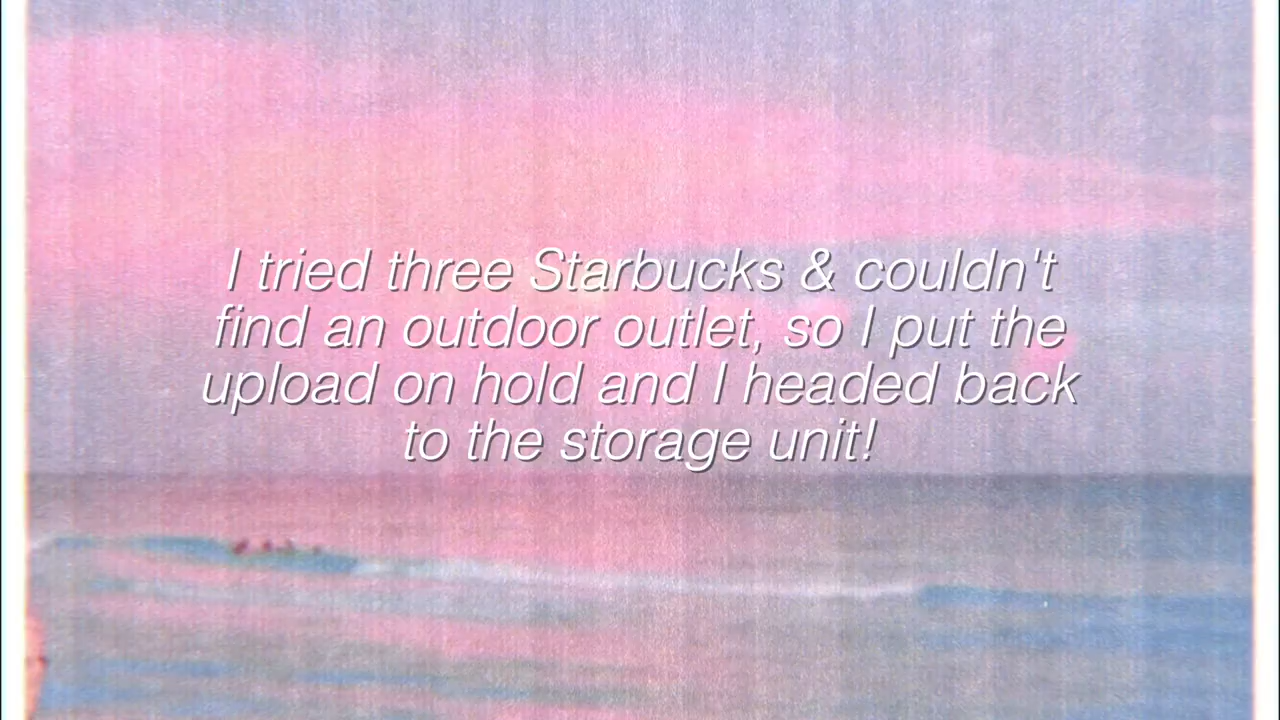 I tried three Starbucks & couldn't
find an outdoor outlet, so I put the
upload on hold and I headed back
to the storage unit!